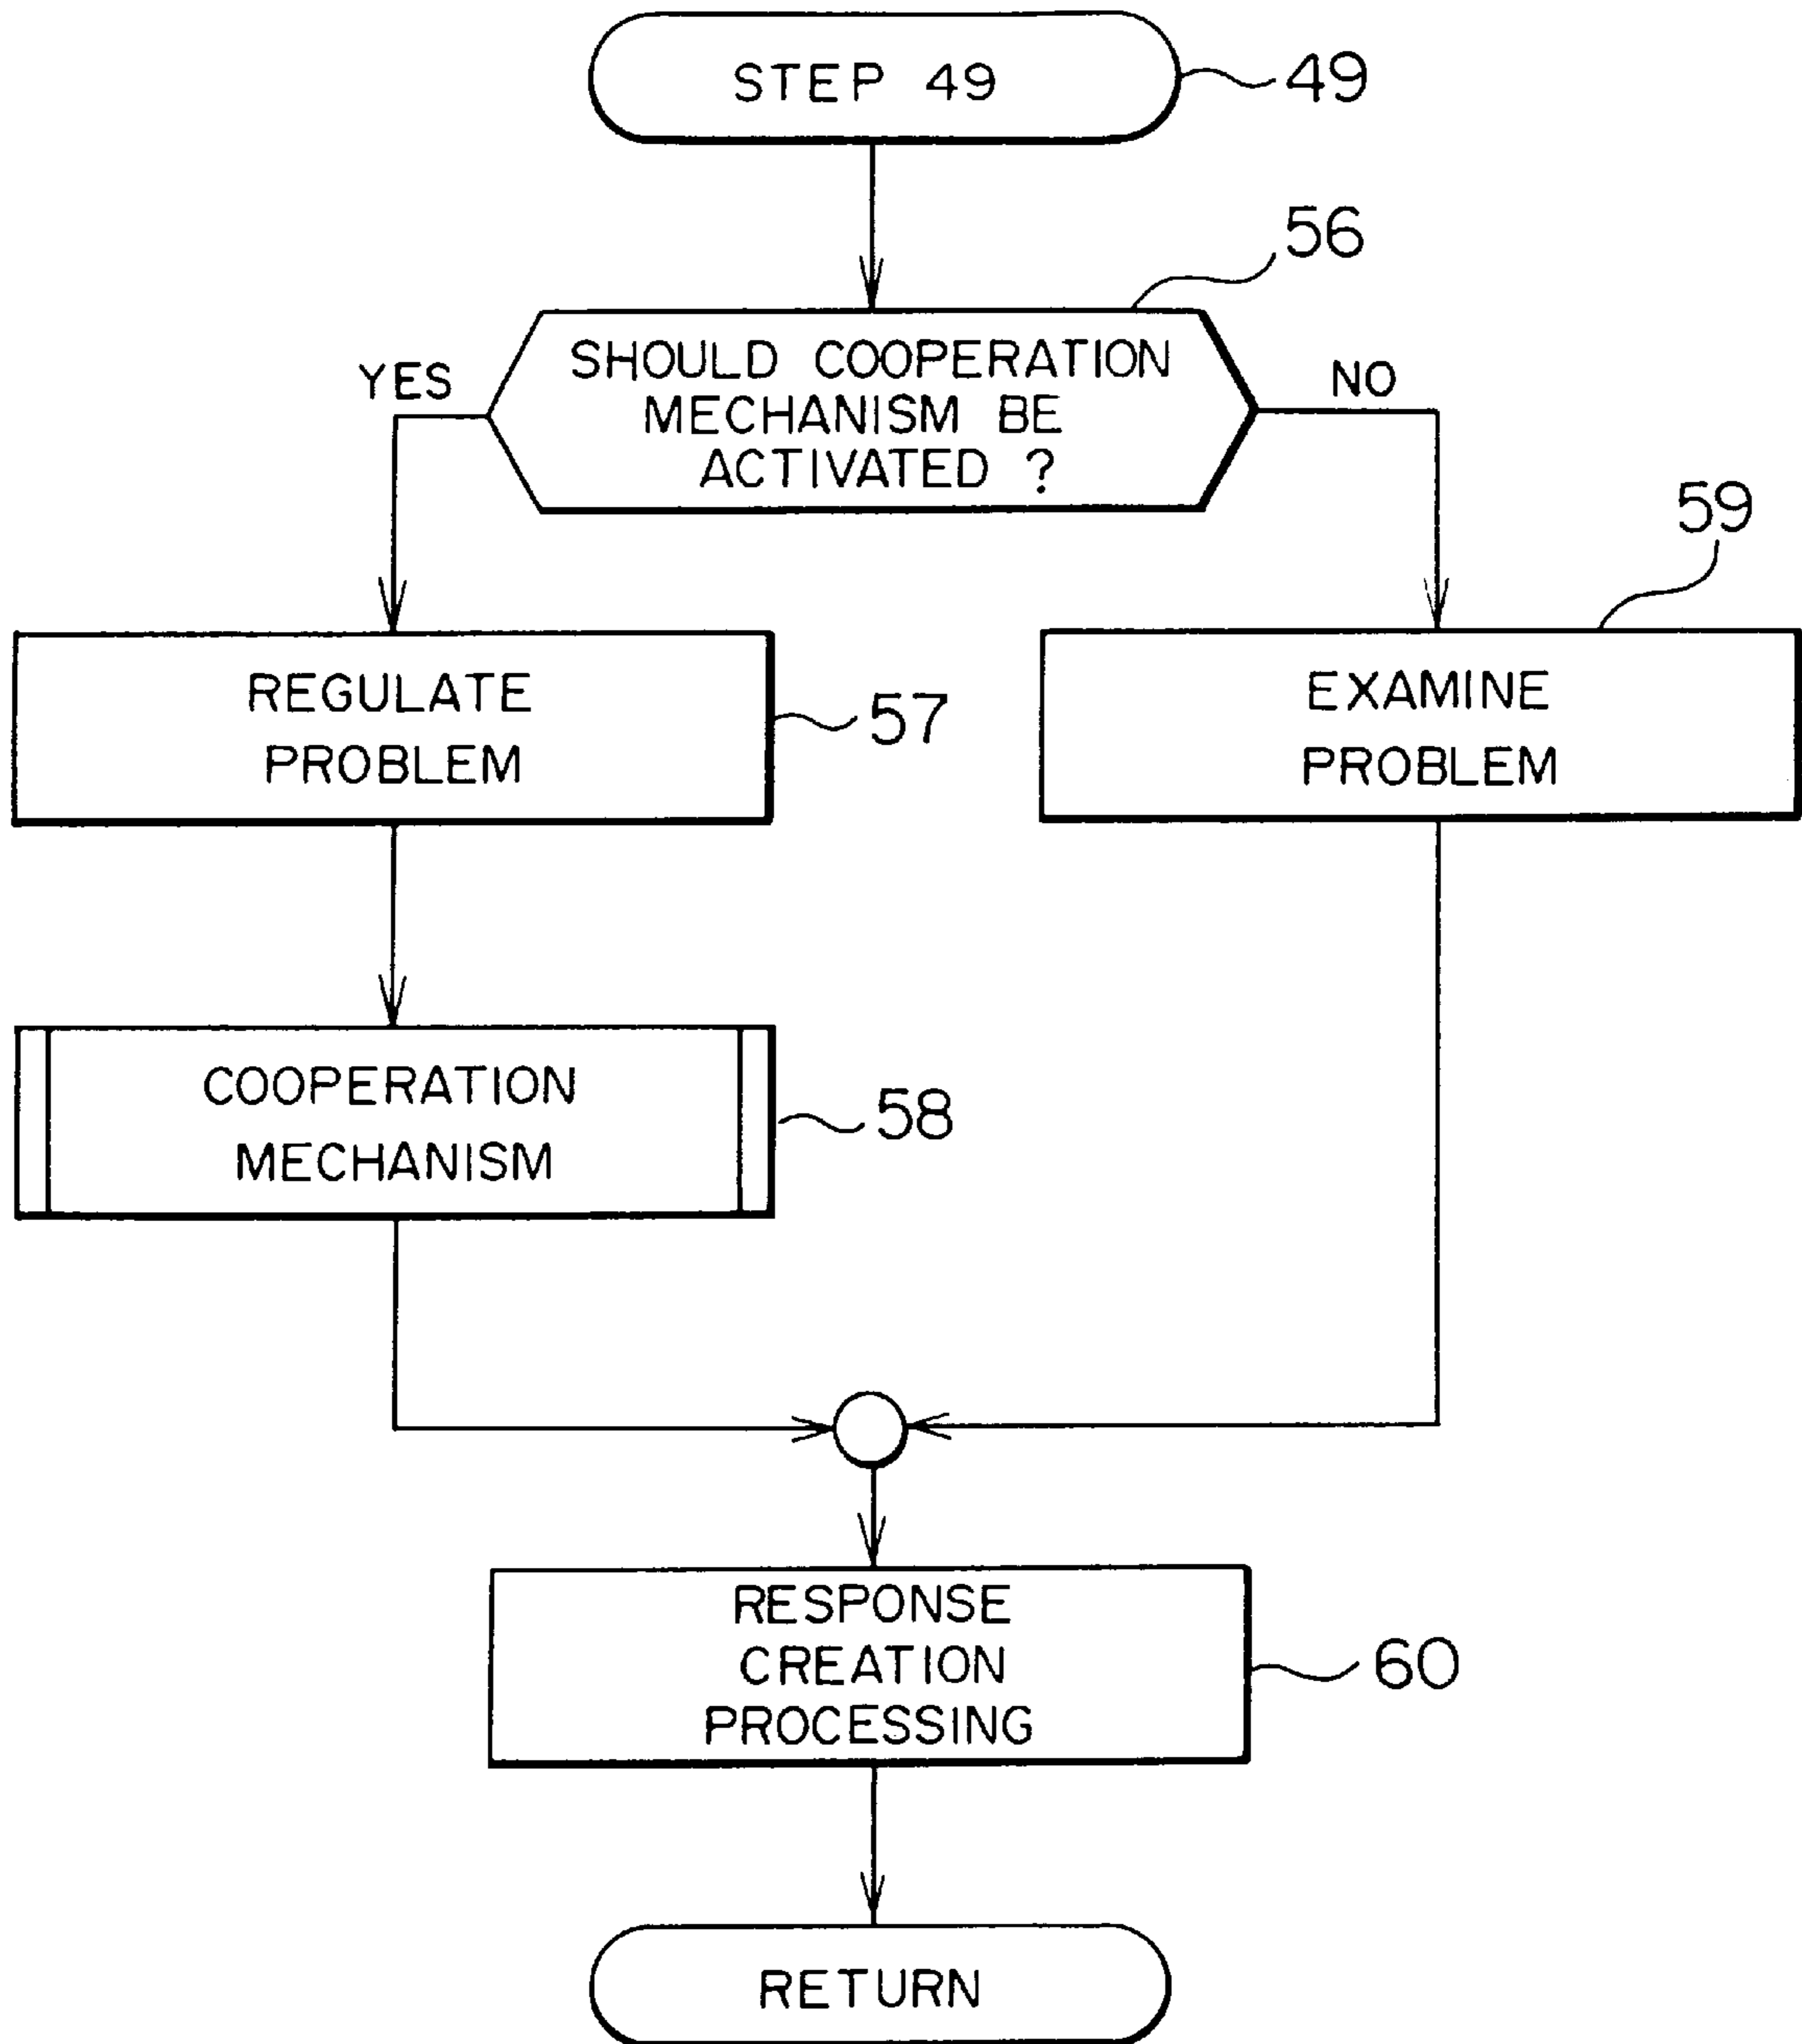 STEP 49
49
56
SHOULD COOPERATION
MECHANISM BE
ACTIVATED ?
YES
NO
59
REGULATE
PROBLEM
57
EXAMINE
PROBLEM
COOPERATION
MECHANISM
58
RESPONSE
CREATION
PROCESSING
60
RETURN